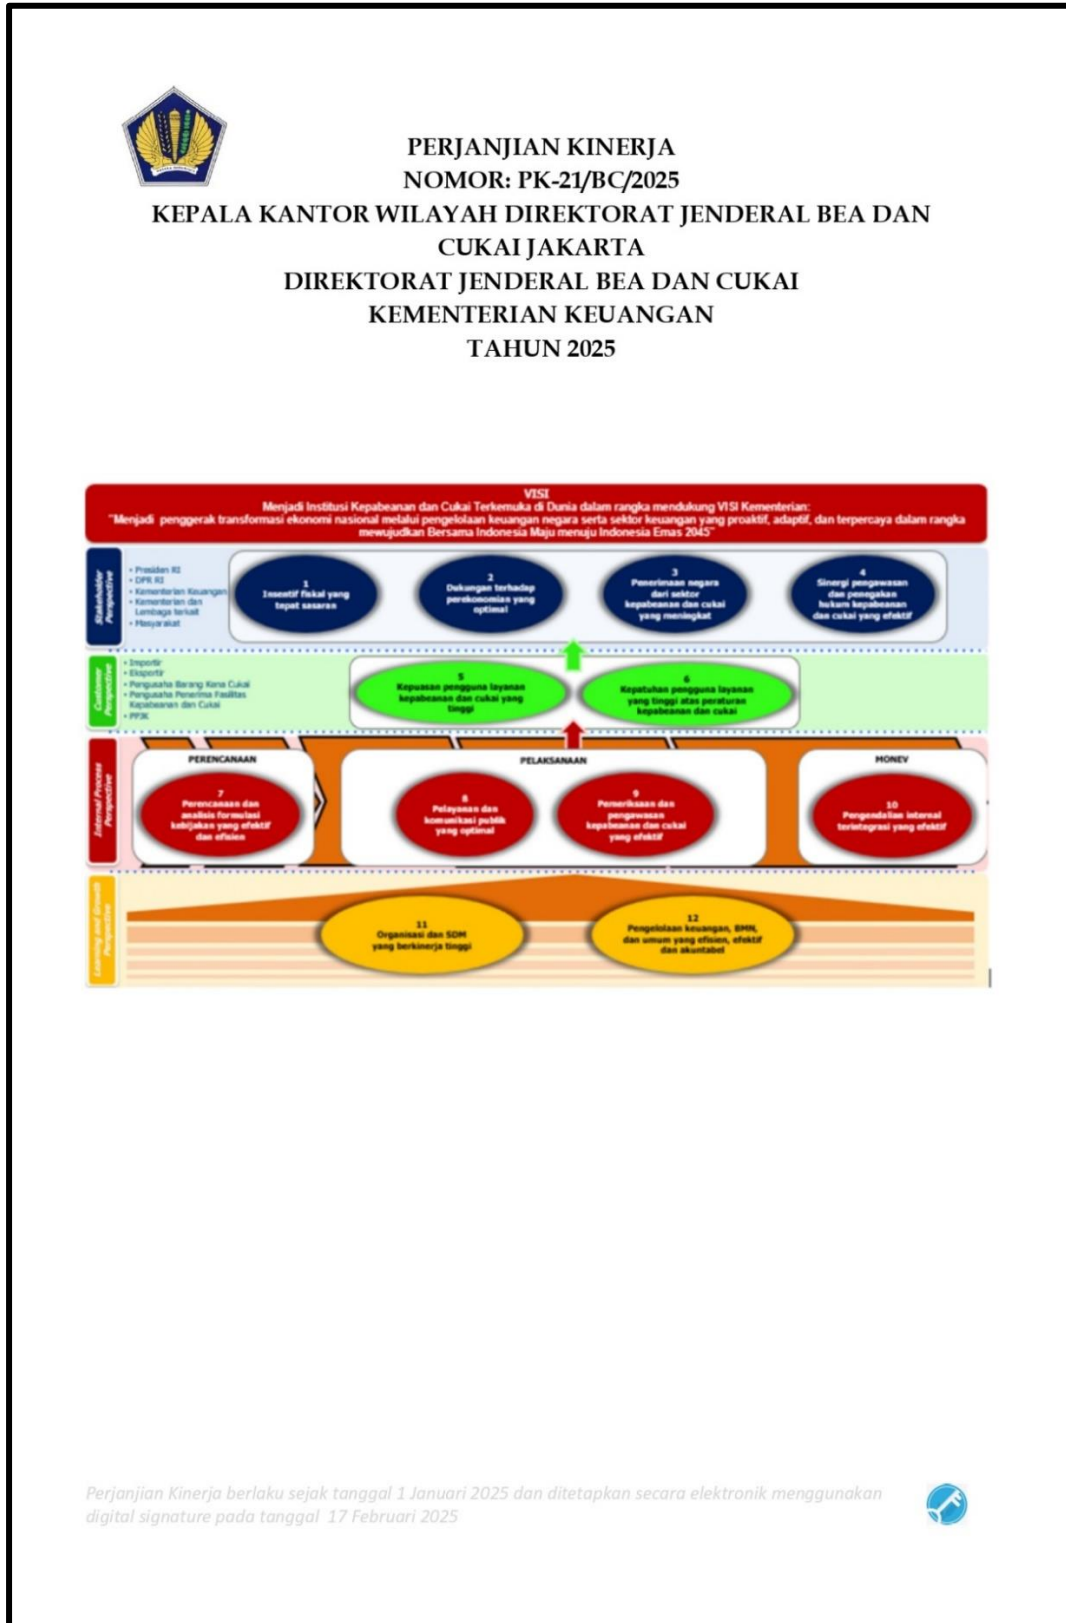 PERJANJIAN KINERJA
NOMOR: PK-21/BC/2025
KEPALA KANTOR WILAYAH DIREKTORAT JENDERAL BEA DAN
CUKAI JAKARTA
DIREKTORAT JENDERAL BEA DAN CUKAI
KEMENTERIAN KEUANGAN
TAHUN 2025
VISI
Menjadi Institusi Kepabeanan dan Cukai Terkemuka di Dunia dalam rangka mendukung VISI Kementerian:
"Menjadi penggerak transformasi ekonomi nasional melalui pengelolaan keuangan negara serta sektor keuangan yang proaktif, adaptif, dan terpercaya dalam rangka
mewujudkan Bersama Indonesia Maju menuju Indonesia Emas 2045"
Stakeholder
Perspective
• Presiden RI
• DPR RI
• Kementerian Keuangan
• Kementerian dan
Lembaga terkait
• Masyarakat
1
Insentif fiskal yang
tepat sasaran
2
Dukungan terhadap
perekonomian yang
optimal
3
Penerimaan negara
dari sektor
kepabeanan dan cukai
yang meningkat
4
Sinergi pengawasan
dan penegakan
hukum kepabeanan
dan cukai yang efektif
Customer
Perspective
• Importir
• Eksportir
• Pengusaha Barang Kena Cukai
• Pengusaha Penerima Fasilitas
Kepabeanan dan Cukai
• PPJK
5
Kepuasan pengguna layanan
kepabeanan dan cukai yang
tinggi
6
Kepatuhan pengguna layanan
yang tinggi atas peraturan
kepabeanan dan cukai
Internal Process
Perspective
PERENCANAAN
7
Perencanaan dan
analisis formulasi
kebijakan yang efektif
dan efisien
PELAKSANAAN
8
Pelayanan dan
komunikasi publik
yang optimal
9
Pemeriksaan dan
pengawasan
kepabeanan dan cukai
yang efektif
MONEV
10
Pengendalian internal
terintegrasi yang efektif
Learning and Growth
Perspective
11
Organisasi dan SDM
yang berkinerja tinggi
12
Pengelolaan keuangan, BMN,
dan umum yang efisien, efektif
dan akuntabel
Perjanjian Kinerja berlaku sejak tanggal 1 Januari 2025 dan ditetapkan secara elektronik menggunakan
digital signature pada tanggal 17 Februari 2025